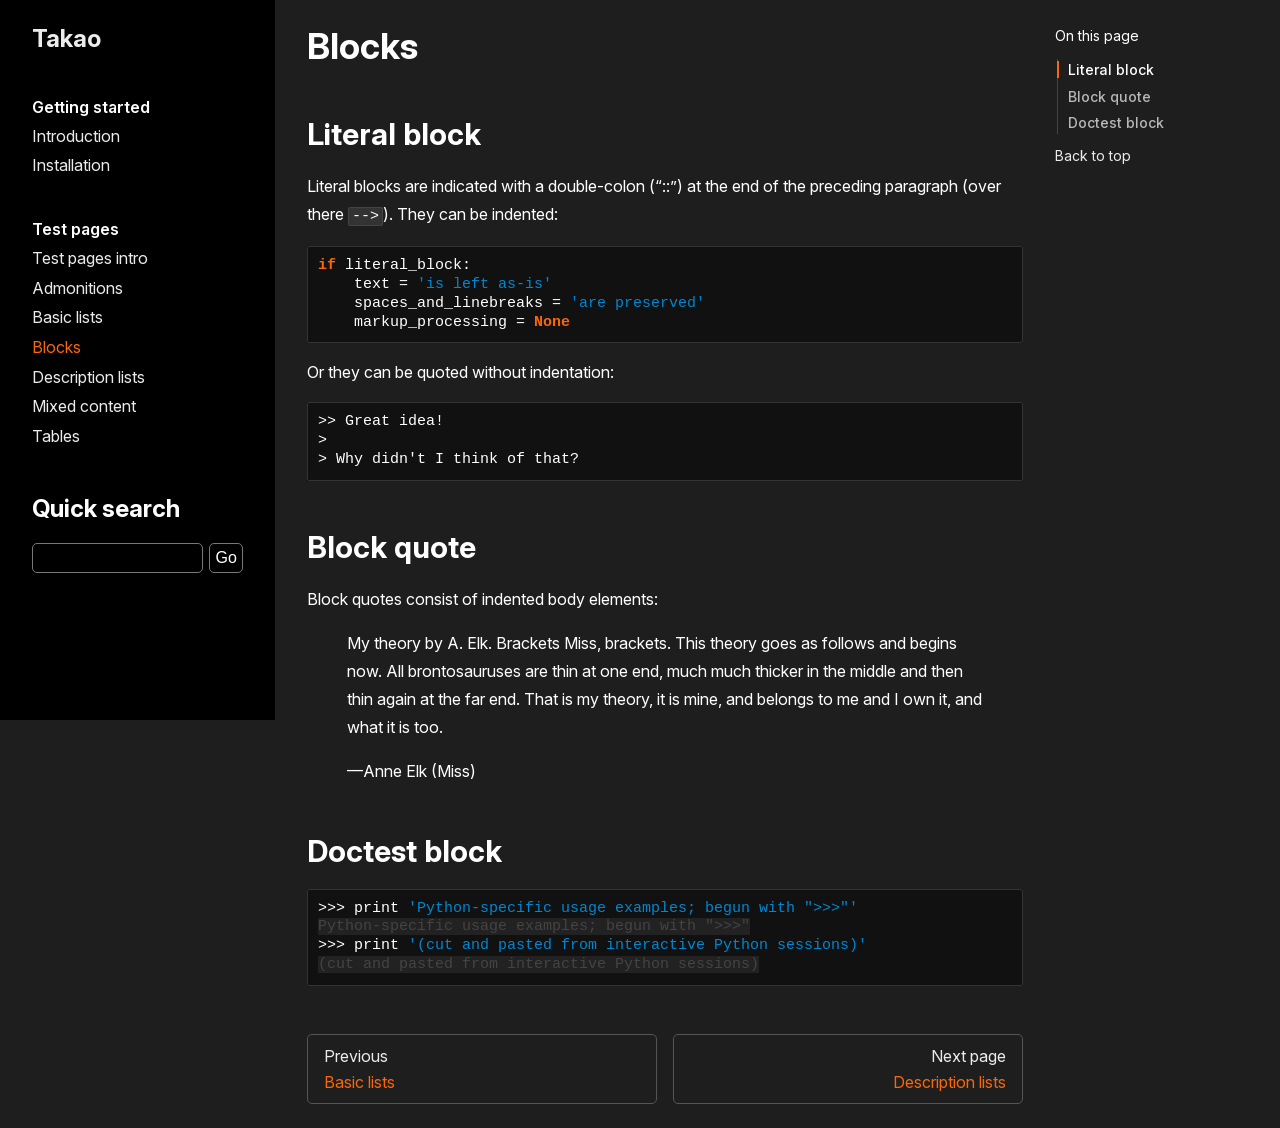 Takao
Getting started
Introduction
Installation
Test pages
Test pages intro
Admonitions
Basic lists
Blocks
Description lists
Mixed content
Tables
Quick search
Go
Blocks
Literal block
Literal blocks are indicated with a double-colon (“::”) at the end of the preceding paragraph (over
there -->). They can be indented:
if literal_block:
    text = 'is left as-is'
    spaces_and_linebreaks = 'are preserved'
    markup_processing = None
Or they can be quoted without indentation:
>> Great idea!
>
> Why didn't I think of that?
Block quote
Block quotes consist of indented body elements:
My theory by A. Elk. Brackets Miss, brackets. This theory goes as follows and begins
now. All brontosauruses are thin at one end, much much thicker in the middle and then
thin again at the far end. That is my theory, it is mine, and belongs to me and I own it, and
what it is too.
—Anne Elk (Miss)
Doctest block
>>> print 'Python-specific usage examples; begun with ">>>"'
Python-specific usage examples; begun with ">>>"
>>> print '(cut and pasted from interactive Python sessions)'
(cut and pasted from interactive Python sessions)
Previous
Basic lists
Next page
Description lists
On this page
Literal block
Block quote
Doctest block
Back to top